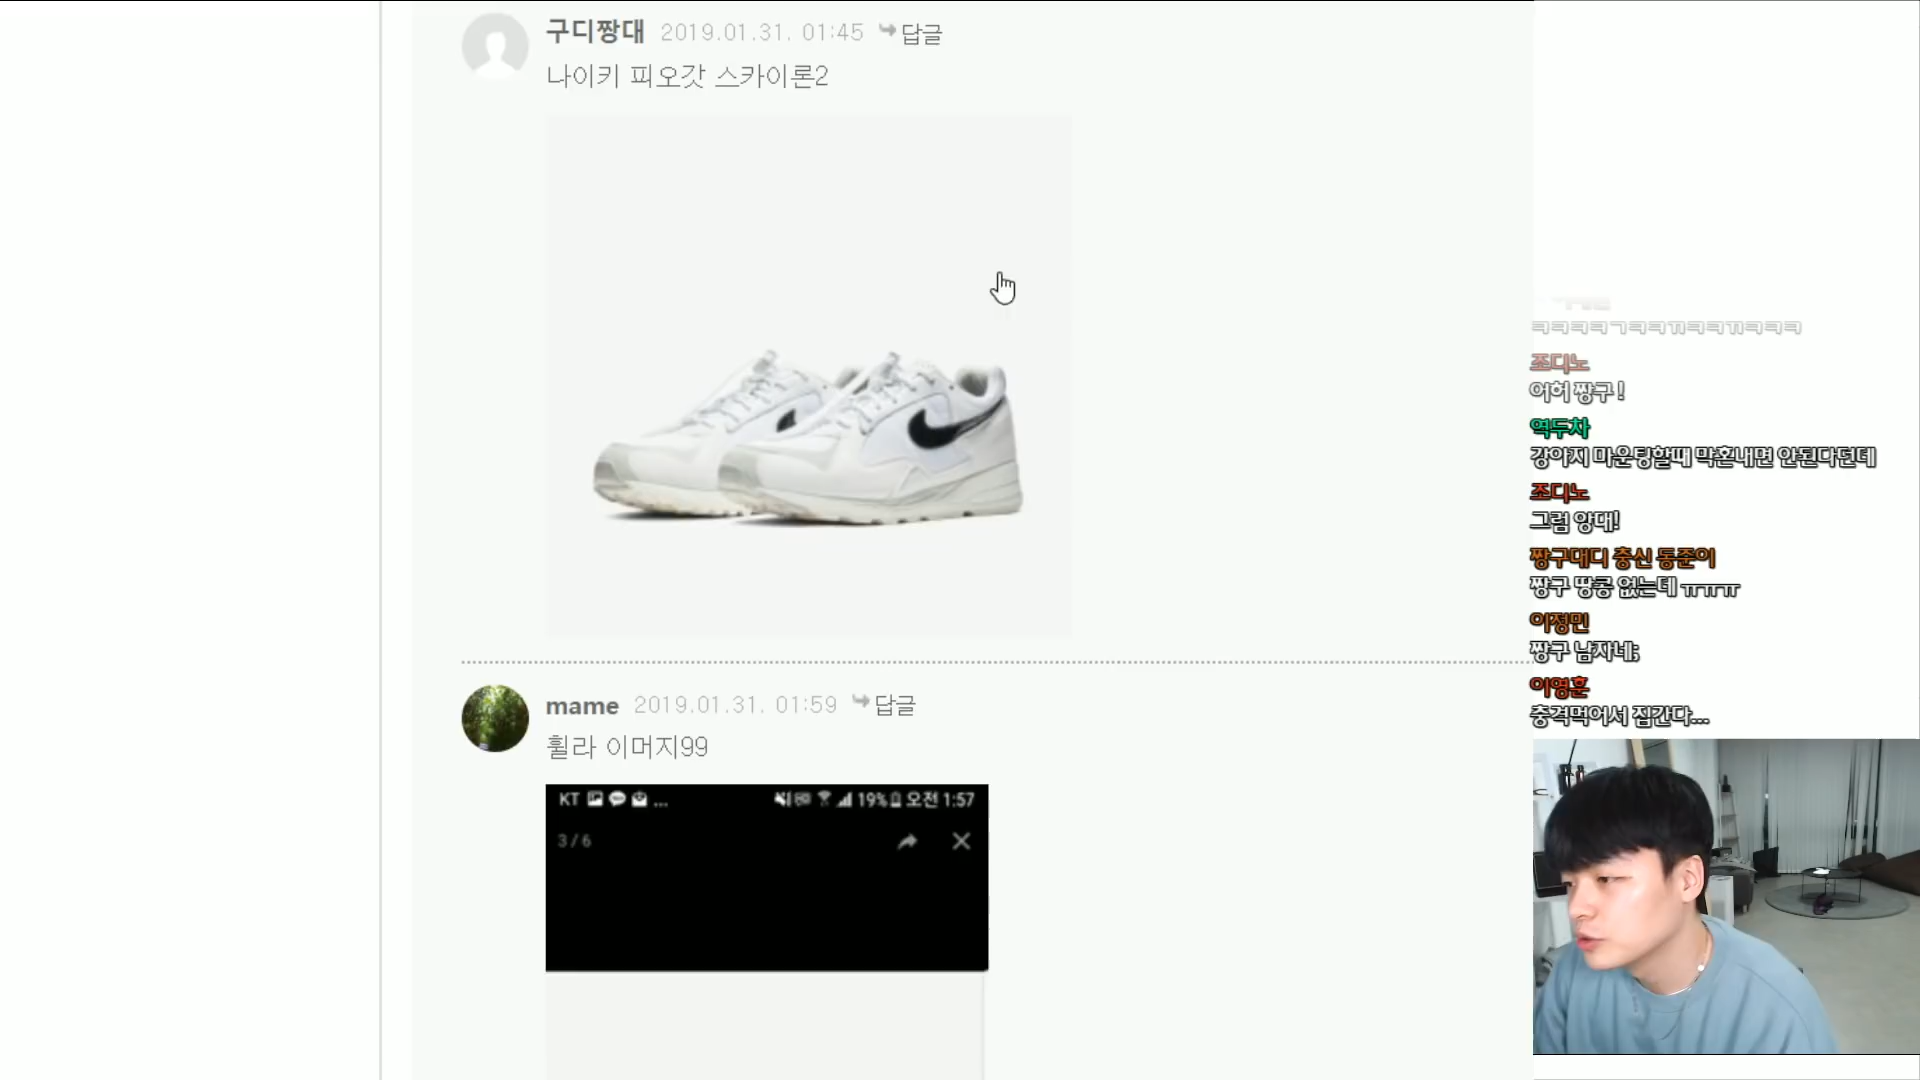 구디짱대 2019.01.31. 01:45 답글
나이키 피오갓 스카이론2
mame 2019.01.31. 01:59 답글
휠라 이머지99
KT ... 19% 오전 1:57
3/6
조디노
어허 짱구!
역두차
강아지 마운팅할때 막혼내면 안된다던데
조디노
그럼 양대!
짱구대디 충신 동준이
짱구 땅콩 없는데 ㅠㅠㅠ
이정민
짱구 남자네;
이영훈
충격먹어서 집간다...